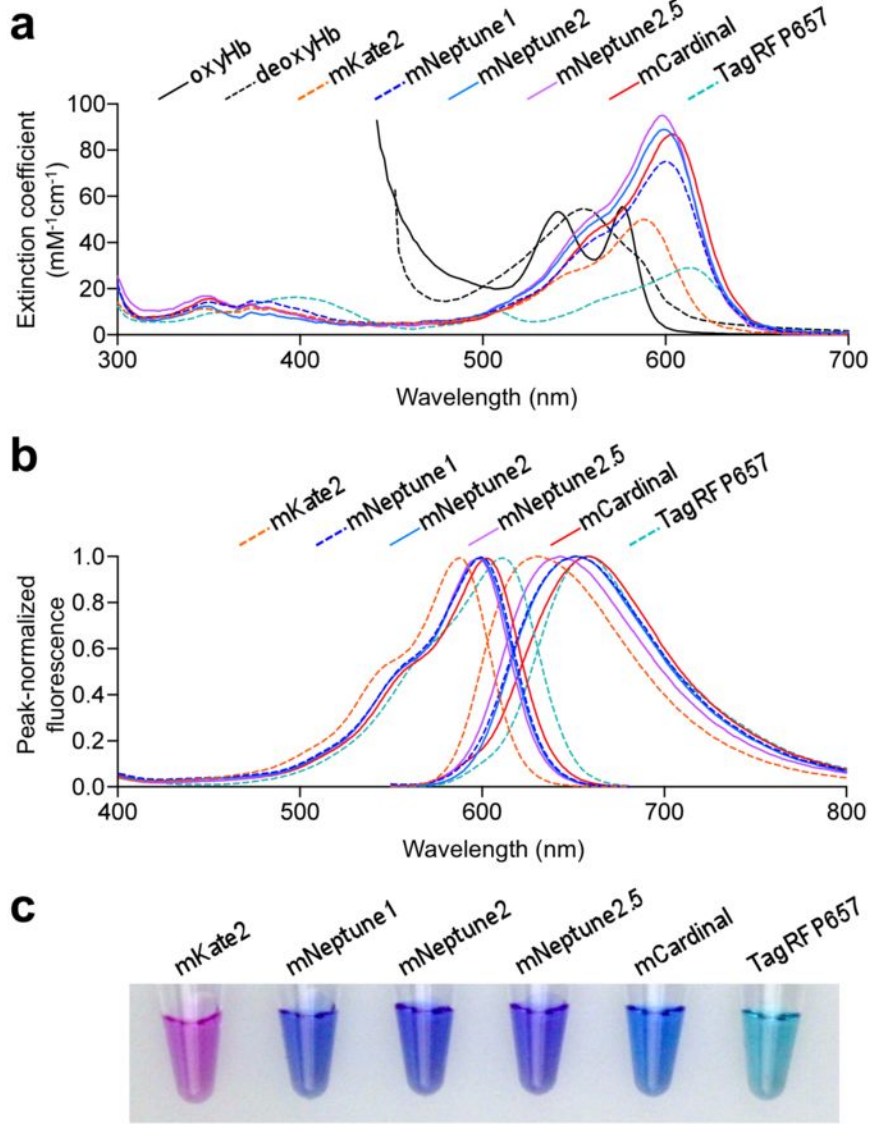 a
oxyHb deoxyHb mKate2 mNeptune1 mNeptune2 mNeptune2.5 mCardinal TagRFP657
Extinction coefficient
(mM⁻¹cm⁻¹)
100
80
60
40
20
0
300 400 500 600 700
Wavelength (nm)
b
mKate2 mNeptune1 mNeptune2 mNeptune2.5 mCardinal TagRFP657
Peak-normalized
fluorescence
1.0
0.8
0.6
0.4
0.2
0.0
400 500 600 700 800
Wavelength (nm)
c
mKate2 mNeptune1 mNeptune2 mNeptune2.5 mCardinal TagRFP657